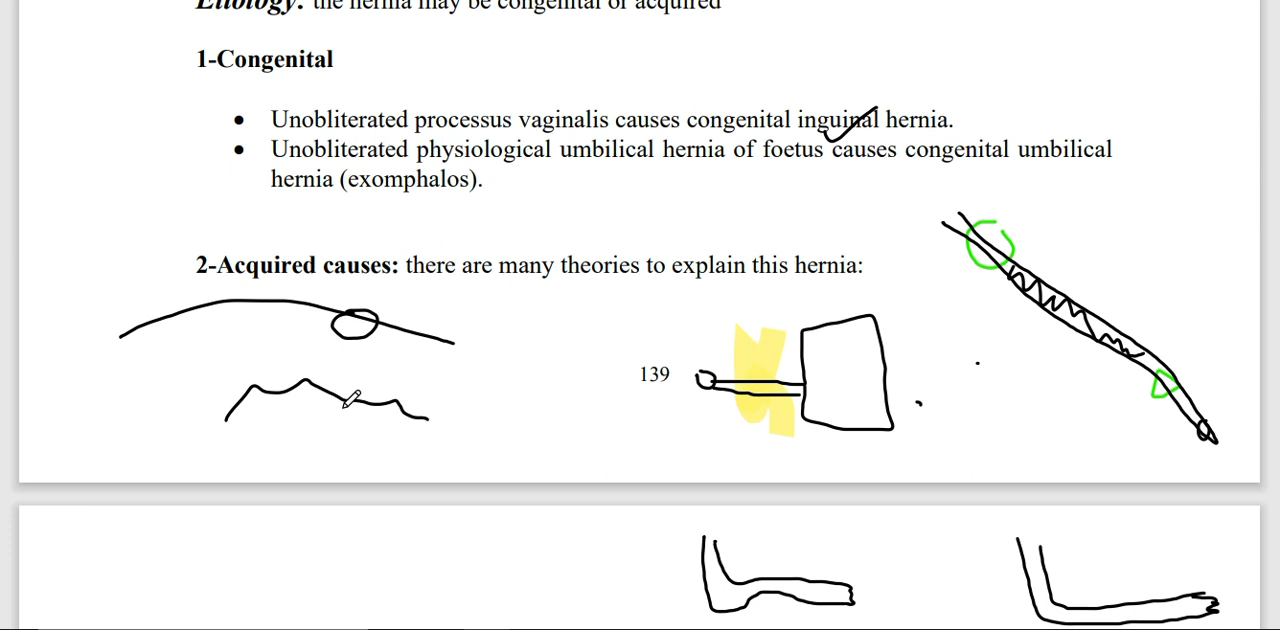 Etiology: the hernia may be congenital or acquired
1-Congenital
• Unobliterated processus vaginalis causes congenital inguinal hernia.
• Unobliterated physiological umbilical hernia of foetus causes congenital umbilical
hernia (exomphalos).
2-Acquired causes: there are many theories to explain this hernia:
139